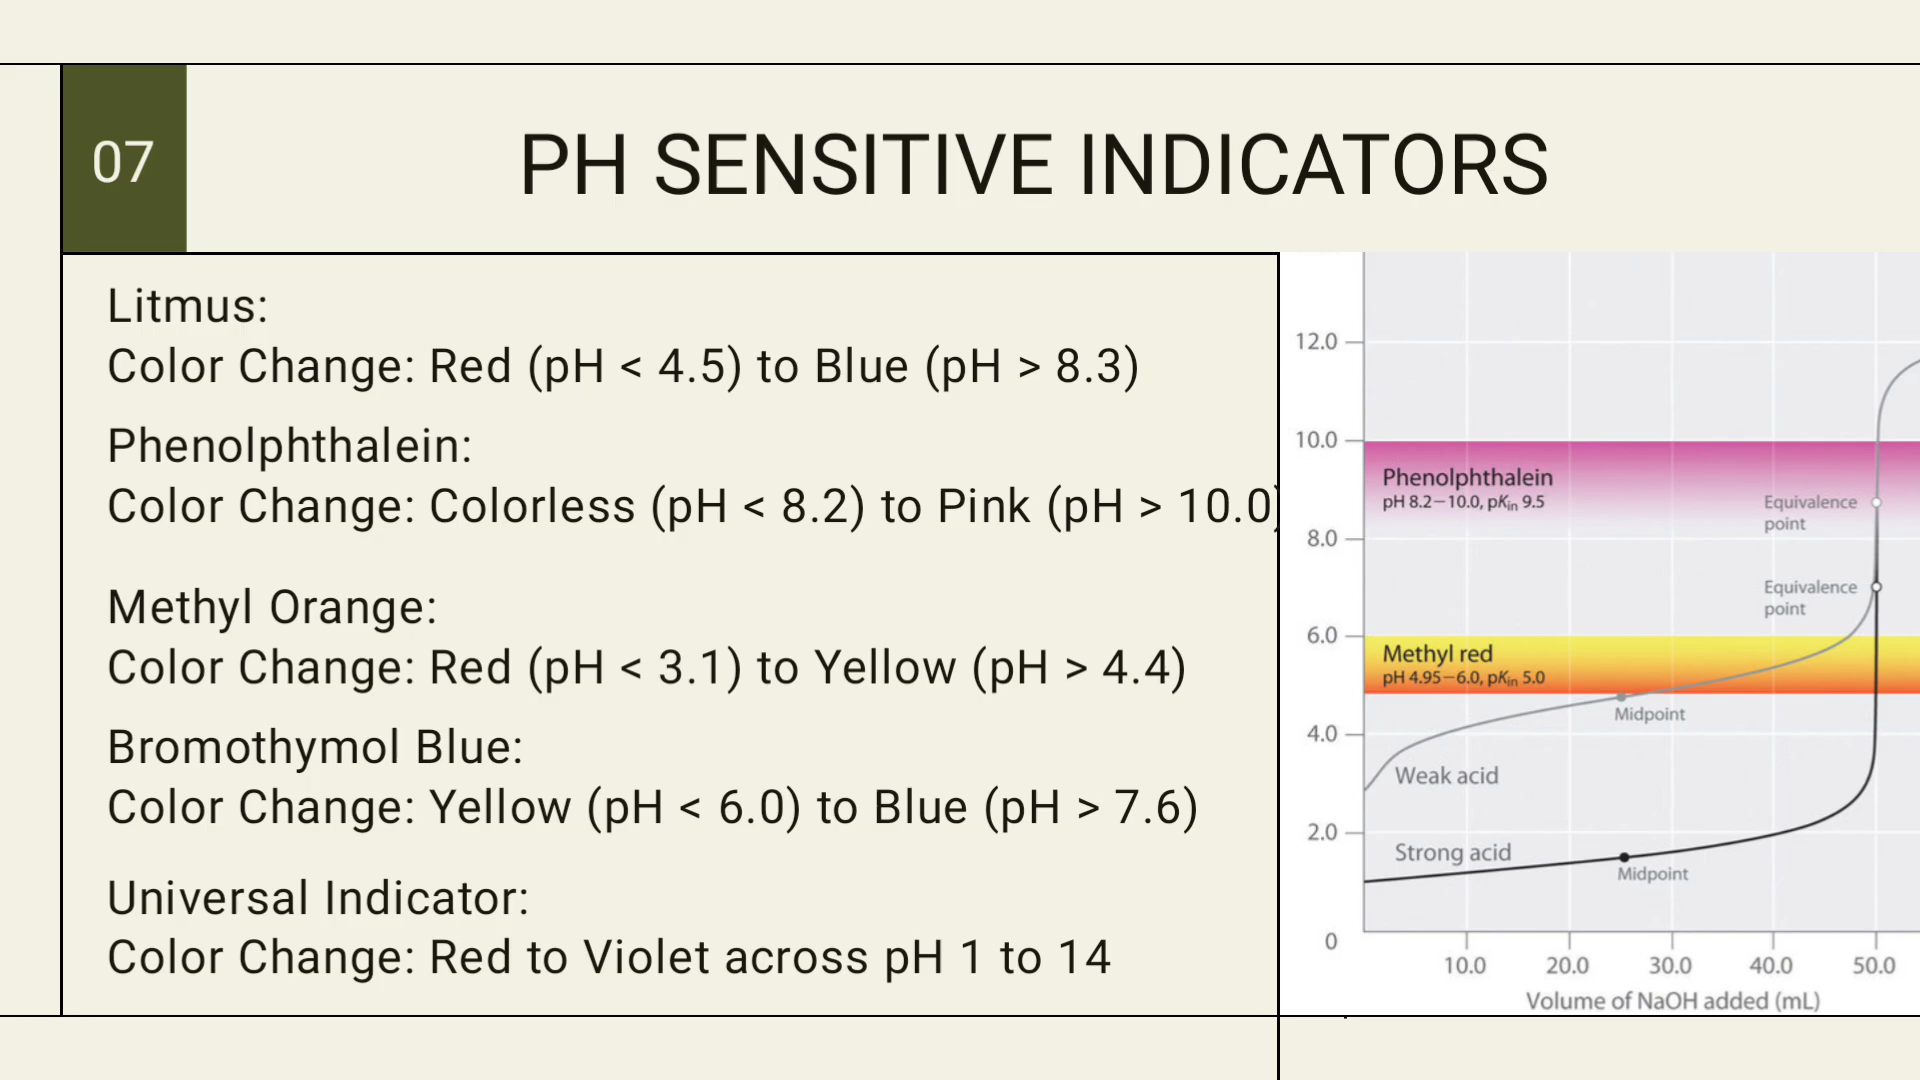 07
PH SENSITIVE INDICATORS
Litmus:
Color Change: Red (pH < 4.5) to Blue (pH > 8.3)
Phenolphthalein:
Color Change: Colorless (pH < 8.2) to Pink (pH > 10.0)
Methyl Orange:
Color Change: Red (pH < 3.1) to Yellow (pH > 4.4)
Bromothymol Blue:
Color Change: Yellow (pH < 6.0) to Blue (pH > 7.6)
Universal Indicator:
Color Change: Red to Violet across pH 1 to 14
12.0
10.0
Phenolphthalein
pH 8.2–10.0, pKin 9.5
Equivalence
point
8.0
Equivalence
point
6.0
Methyl red
pH 4.95–6.0, pKin 5.0
Midpoint
4.0
Weak acid
2.0
Strong acid
Midpoint
0
10.0 20.0 30.0 40.0 50.0
Volume of NaOH added (mL)